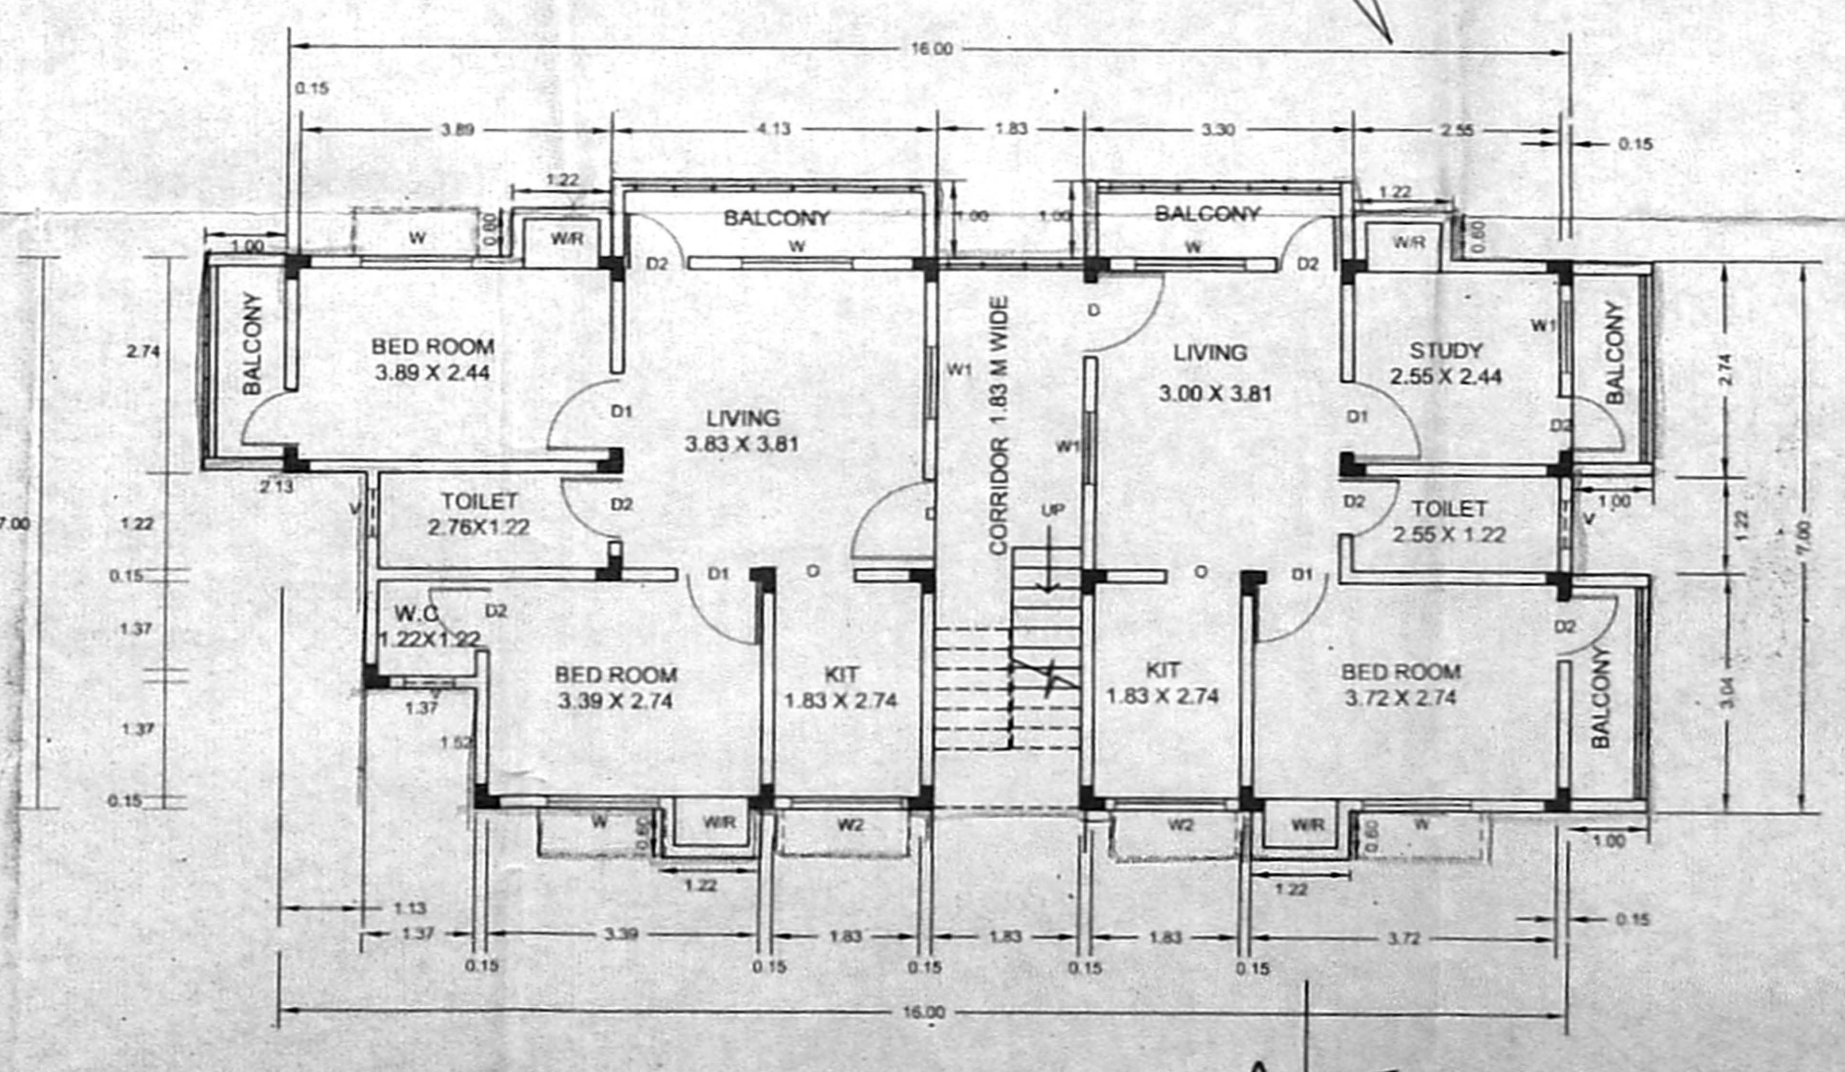 16.00
0.15
3.89
4.13
1.83
3.30
2.55
0.15
1.22
1.22
1.00
W
0.60
W/R
BALCONY
W
D2
1.00
1.00
BALCONY
W
D2
W/R
0.60
BALCONY
BED ROOM
3.89 X 2.44
D1
LIVING
3.83 X 3.81
W1
CORRIDOR 1.83 M WIDE
D
W1
LIVING
3.00 X 3.81
D1
STUDY
2.55 X 2.44
W1
D2
BALCONY
2.74
2.74
2.13
V
TOILET
2.76X1.22
D2
D
UP
D2
TOILET
2.55 X 1.22
V
1.00
1.22
7.00
7.00
1.22
0.15
D1
O
O
D1
W.C
1.22X1.22
D2
1.37
D2
BED ROOM
3.39 X 2.74
KIT
1.83 X 2.74
KIT
1.83 X 2.74
BED ROOM
3.72 X 2.74
BALCONY
3.04
V
1.37
1.37
1.52
0.15
W
0.60
W/R
W2
W2
W/R
0.60
W
1.00
1.22
1.22
1.13
0.15
1.37
3.39
1.83
1.83
1.83
3.72
0.15
0.15
0.15
0.15
0.15
16.00
A